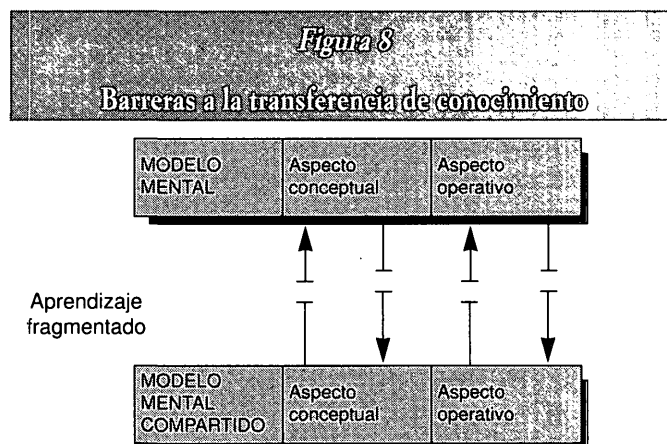 Figura 8
Barreras a la transferencia de conocimiento
MODELO
MENTAL
Aspecto
conceptual
Aspecto
operativo
Aprendizaje
fragmentado
MODELO
MENTAL
COMPARTIDO
Aspecto
conceptual
Aspecto
operativo